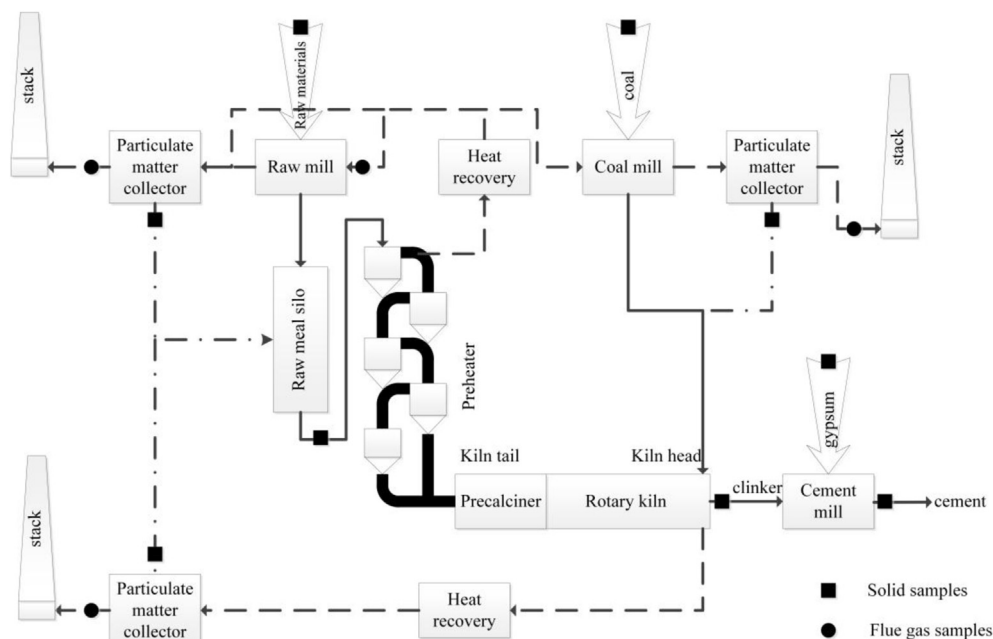 stack
Particulate
matter
collector
Raw materials
Raw mill
Heat
recovery
coal
Coal mill
Particulate
matter
collector
stack
Raw meal silo
Preheater
gypsum
Kiln tail
Kiln head
Precalciner
Rotary kiln
clinker
Cement
mill
cement
stack
Particulate
matter
collector
Heat
recovery
Solid samples
Flue gas samples